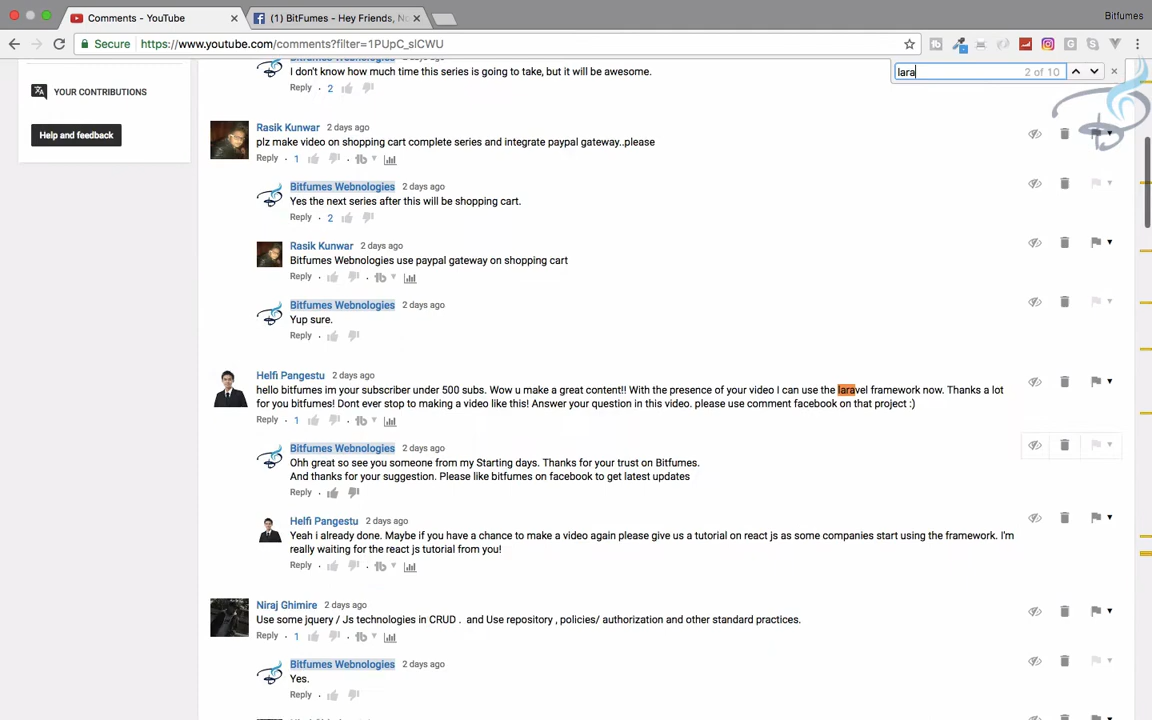 Comments - YouTube
(1) BitFumes - Hey Friends, N
Bitfumes
Secure
https://www.youtube.com/comments?filter=1PUpC_slCWU
lara
2 of 10
YOUR CONTRIBUTIONS
Help and feedback
Bitfumes Webnologies
I don't know how much time this series is going to take, but it will be awesome.
Reply · 2
Rasik Kunwar 2 days ago
plz make video on shopping cart complete series and integrate paypal gateway..please
Reply · 1
Bitfumes Webnologies 2 days ago
Yes the next series after this will be shopping cart.
Reply · 2
Rasik Kunwar 2 days ago
Bitfumes Webnologies use paypal gateway on shopping cart
Reply ·
Bitfumes Webnologies 2 days ago
Yup sure.
Reply ·
Helfi Pangestu 2 days ago
hello bitfumes im your subscriber under 500 subs. Wow u make a great content!! With the presence of your video I can use the laravel framework now. Thanks a lot
for you bitfumes! Dont ever stop to making a video like this! Answer your question in this video. please use comment facebook on that project :)
Reply · 1
Bitfumes Webnologies 2 days ago
Ohh great so see you someone from my Starting days. Thanks for your trust on Bitfumes.
And thanks for your suggestion. Please like bitfumes on facebook to get latest updates
Reply ·
Helfi Pangestu 2 days ago
Yeah i already done. Maybe if you have a chance to make a video again please give us a tutorial on react js as some companies start using the framework. I'm
really waiting for the react js tutorial from you!
Reply ·
Niraj Ghimire 2 days ago
Use some jquery / Js technologies in CRUD . and Use repository , policies/ authorization and other standard practices.
Reply · 1
Bitfumes Webnologies 2 days ago
Yes.
Reply ·